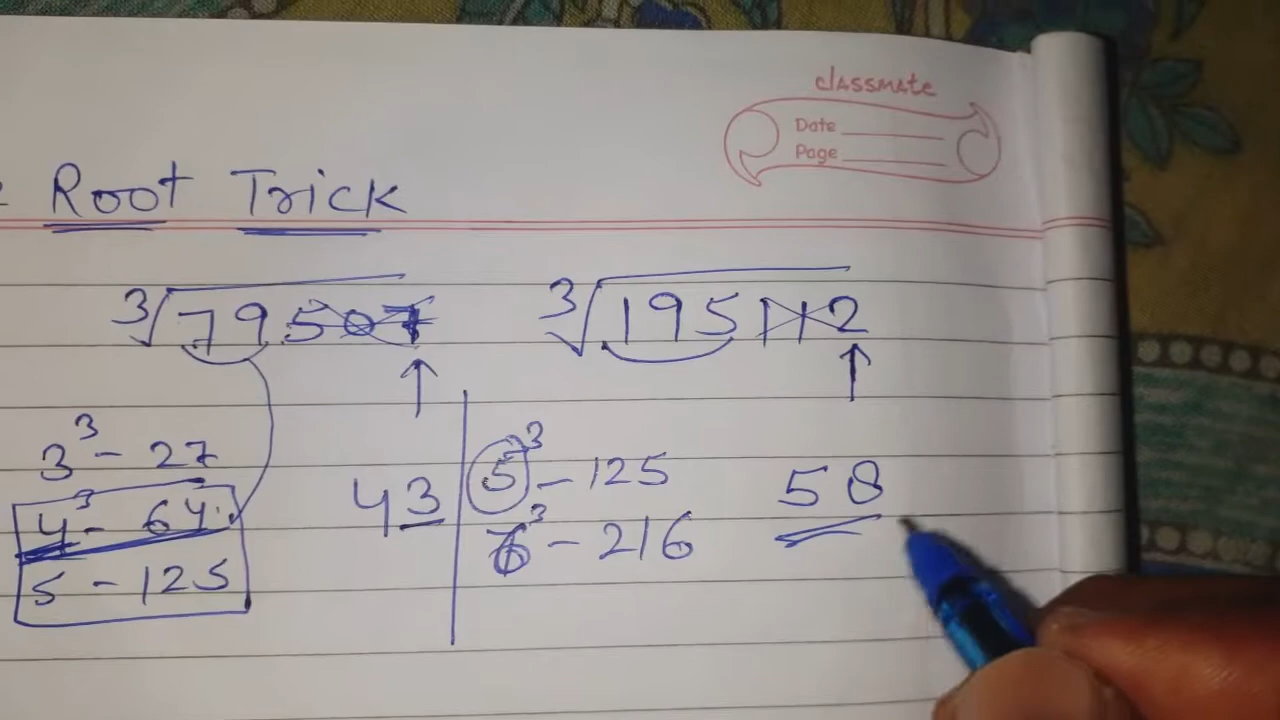 classmate
Date
Page
Root Trick
3√79507 3√195112
3³ - 27
4³ - 64
5 - 125
43
5³ - 125
6³ - 216
58